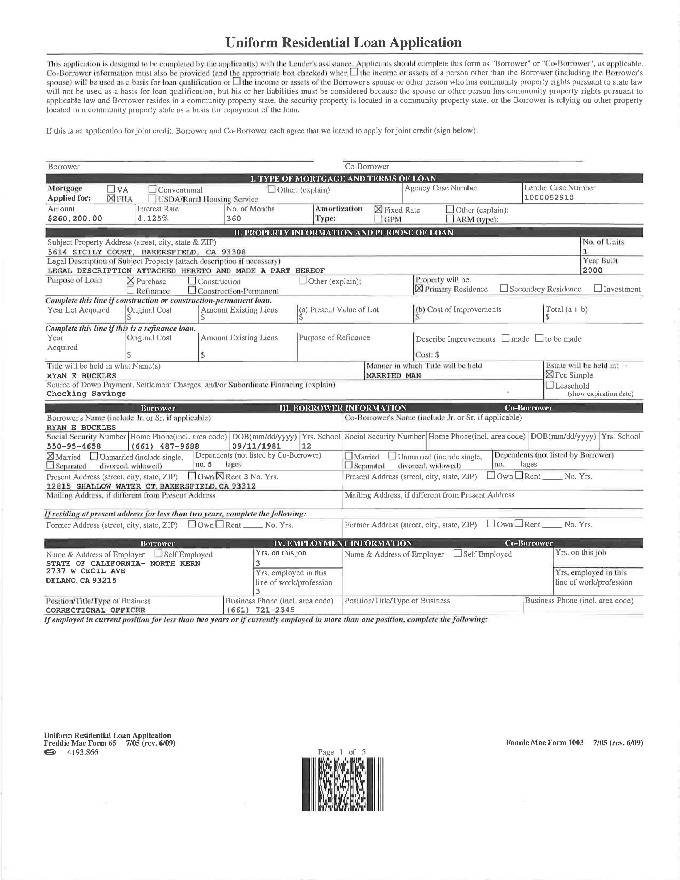 Uniform Residential Loan Application
This application is designed to be completed by the applicant(s) with the Lender's assistance. Applicants should complete this form as "Borrower" or "Co-Borrower", as applicable.
Co-Borrower information must also be provided (and the appropriate box checked) when ☐ the income or assets of a person other than the Borrower (including the Borrower's
spouse) will be used as a basis for loan qualification or ☐ the income or assets of the Borrower's spouse or other person who has community property rights pursuant to state law
will not be used as a basis for loan qualification, but his or her liabilities must be considered because the spouse or other person has community property rights pursuant to
applicable law and Borrower resides in a community property state, the security property is located in a community property state, or the Borrower is relying on other property
located in a community property state as a basis for repayment of the loan.
If this is an application for joint credit, Borrower and Co-Borrower each agree that we intend to apply for joint credit (sign below):
Borrower Co-Borrower
I. TYPE OF MORTGAGE AND TERMS OF LOAN
Mortgage ☐ VA ☐ Conventional ☐ Other (explain) Agency Case Number Lender Case Number
Applied for: ☒ FHA ☐ USDA/Rural Housing Service
Amount Interest Rate No. of Months Amortization ☒ Fixed Rate ☐ Other (explain):
$260,200.00 4.125% 360 Type: ☐ GPM ☐ ARM (type):
II. PROPERTY INFORMATION AND PURPOSE OF LOAN
Subject Property Address (street, city, state & ZIP) No. of Units
5614 SICILY COURT, BAKERSFIELD, CA 93308 1
Legal Description of Subject Property (attach description if necessary) Year Built
LEGAL DESCRIPTION ATTACHED HERETO AND MADE A PART HEREOF 2000
Purpose of Loan ☒ Purchase ☐ Construction ☐ Other (explain): Property will be:
☐ Refinance ☐ Construction-Permanent ☒ Primary Residence ☐ Secondary Residence ☐ Investment
Complete this line if construction or construction-permanent loan.
Year Lot Acquired Original Cost Amount Existing Liens (a) Present Value of Lot (b) Cost of Improvements Total (a + b)
$ $ $ $ $
Complete this line if this is a refinance loan.
Year Original Cost Amount Existing Liens Purpose of Refinance Describe Improvements ☐ made ☐ to be made
Acquired
$ $ Cost: $
Title will be held in what Name(s) Manner in which Title will be held Estate will be held in:
RYAN E BUCKLES MARRIED MAN ☒ Fee Simple
Source of Down Payment, Settlement Charges, and/or Subordinate Financing (explain) ☐ Leasehold
Checking Savings (show expiration date)
Borrower III. BORROWER INFORMATION Co-Borrower
Borrower's Name (include Jr. or Sr. if applicable) Co-Borrower's Name (include Jr. or Sr. if applicable)
RYAN E BUCKLES
Social Security Number Home Phone(incl. area code) DOB(mm/dd/yyyy) Yrs. School Social Security Number Home Phone(incl. area code) DOB(mm/dd/yyyy) Yrs. School
330-95-4658 (661) 487-9688 09/11/1981 12
☒ Married ☐ Unmarried (include single, Dependents (not listed by Co-Borrower) ☐ Married ☐ Unmarried (include single, Dependents (not listed by Borrower)
☐ Separated divorced, widowed) no. ages ☐ Separated divorced, widowed) no. ages
Present Address (street, city, state, ZIP) ☐ Own ☒ Rent 3 No. Yrs. Present Address (street, city, state, ZIP) ☐ Own ☐ Rent ____ No. Yrs.
12815 SHALLOW WATER CT, BAKERSFIELD, CA 93312
Mailing Address, if different from Present Address Mailing Address, if different from Present Address
If residing at present address for less than two years, complete the following:
Former Address (street, city, state, ZIP) ☐ Own ☐ Rent ____ No. Yrs. Former Address (street, city, state, ZIP) ☐ Own ☐ Rent ____ No. Yrs.
Borrower IV. EMPLOYMENT INFORMATION Co-Borrower
Name & Address of Employer ☐ Self Employed Yrs. on this job Name & Address of Employer ☐ Self Employed Yrs. on this job
STATE OF CALIFORNIA- NORTH KERN 3
2737 W CECIL AVE Yrs. employed in this Yrs. employed in this
DELANO, CA 93215 line of work/profession line of work/profession
3
Position/Title/Type of Business Business Phone (incl. area code) Position/Title/Type of Business Business Phone (incl. area code)
CORRECTIONAL OFFICER (661) 721-2345
If employed in current position for less than two years or if currently employed in more than one position, complete the following:
Uniform Residential Loan Application
Freddie Mac Form 65 7/05 (rev. 6/09) Fannie Mae Form 1003 7/05 (rev. 6/09)
Page 1 of 5